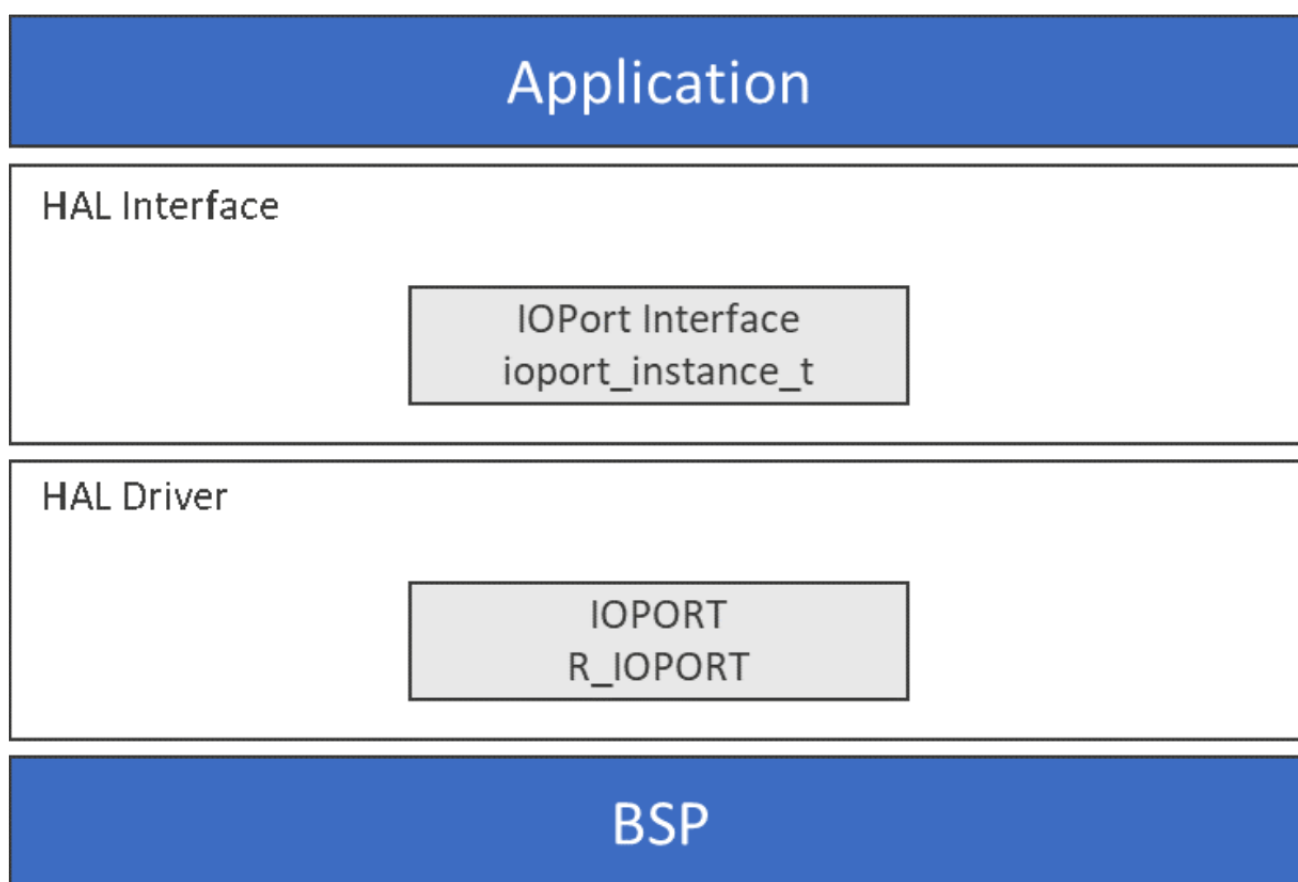 Application
HAL Interface
IOPort Interface
ioport_instance_t
HAL Driver
IOPORT
R_IOPORT
BSP